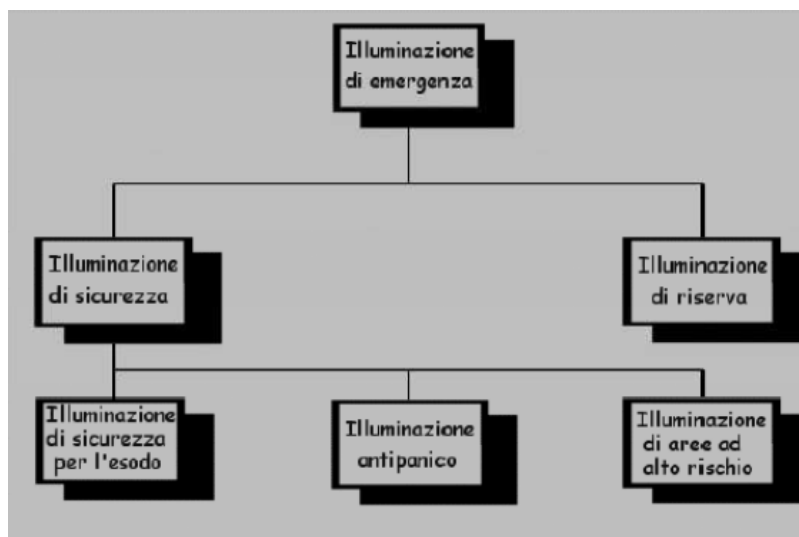 Illuminazione
di emergenza
Illuminazione
di sicurezza
Illuminazione
di riserva
Illuminazione
di sicurezza
per l'esodo
Illuminazione
antipanico
Illuminazione
di aree ad
alto rischio